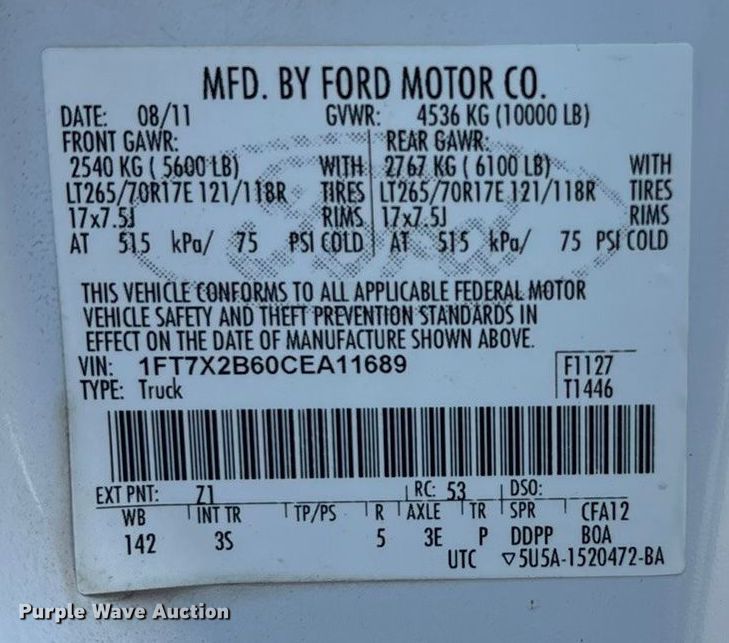 MFD. BY FORD MOTOR CO.
DATE: 08/11 GVWR: 4536 KG (10000 LB)
FRONT GAWR: REAR GAWR:
2540 KG ( 5600 LB) WITH 2767 KG ( 6100 LB) WITH
LT265/70R17E 121/118R TIRES LT265/70R17E 121/118R TIRES
17x7.5J RIMS 17x7.5J RIMS
AT 515 kPa/ 75 PSI COLD AT 515 kPa/ 75 PSI COLD
Ford
THIS VEHICLE CONFORMS TO ALL APPLICABLE FEDERAL MOTOR
VEHICLE SAFETY AND THEFT PREVENTION STANDARDS IN
EFFECT ON THE DATE OF MANUFACTURE SHOWN ABOVE.
VIN: 1FT7X2B60CEA11689 F1127
TYPE: Truck T1446
EXT PNT: Z1 RC: 53 DSO:
WB INT TR TP/PS R AXLE TR SPR CFA12
142 3S 5 3E P DDPP BOA
UTC ▽5U5A-1520472-BA
Purple Wave Auction